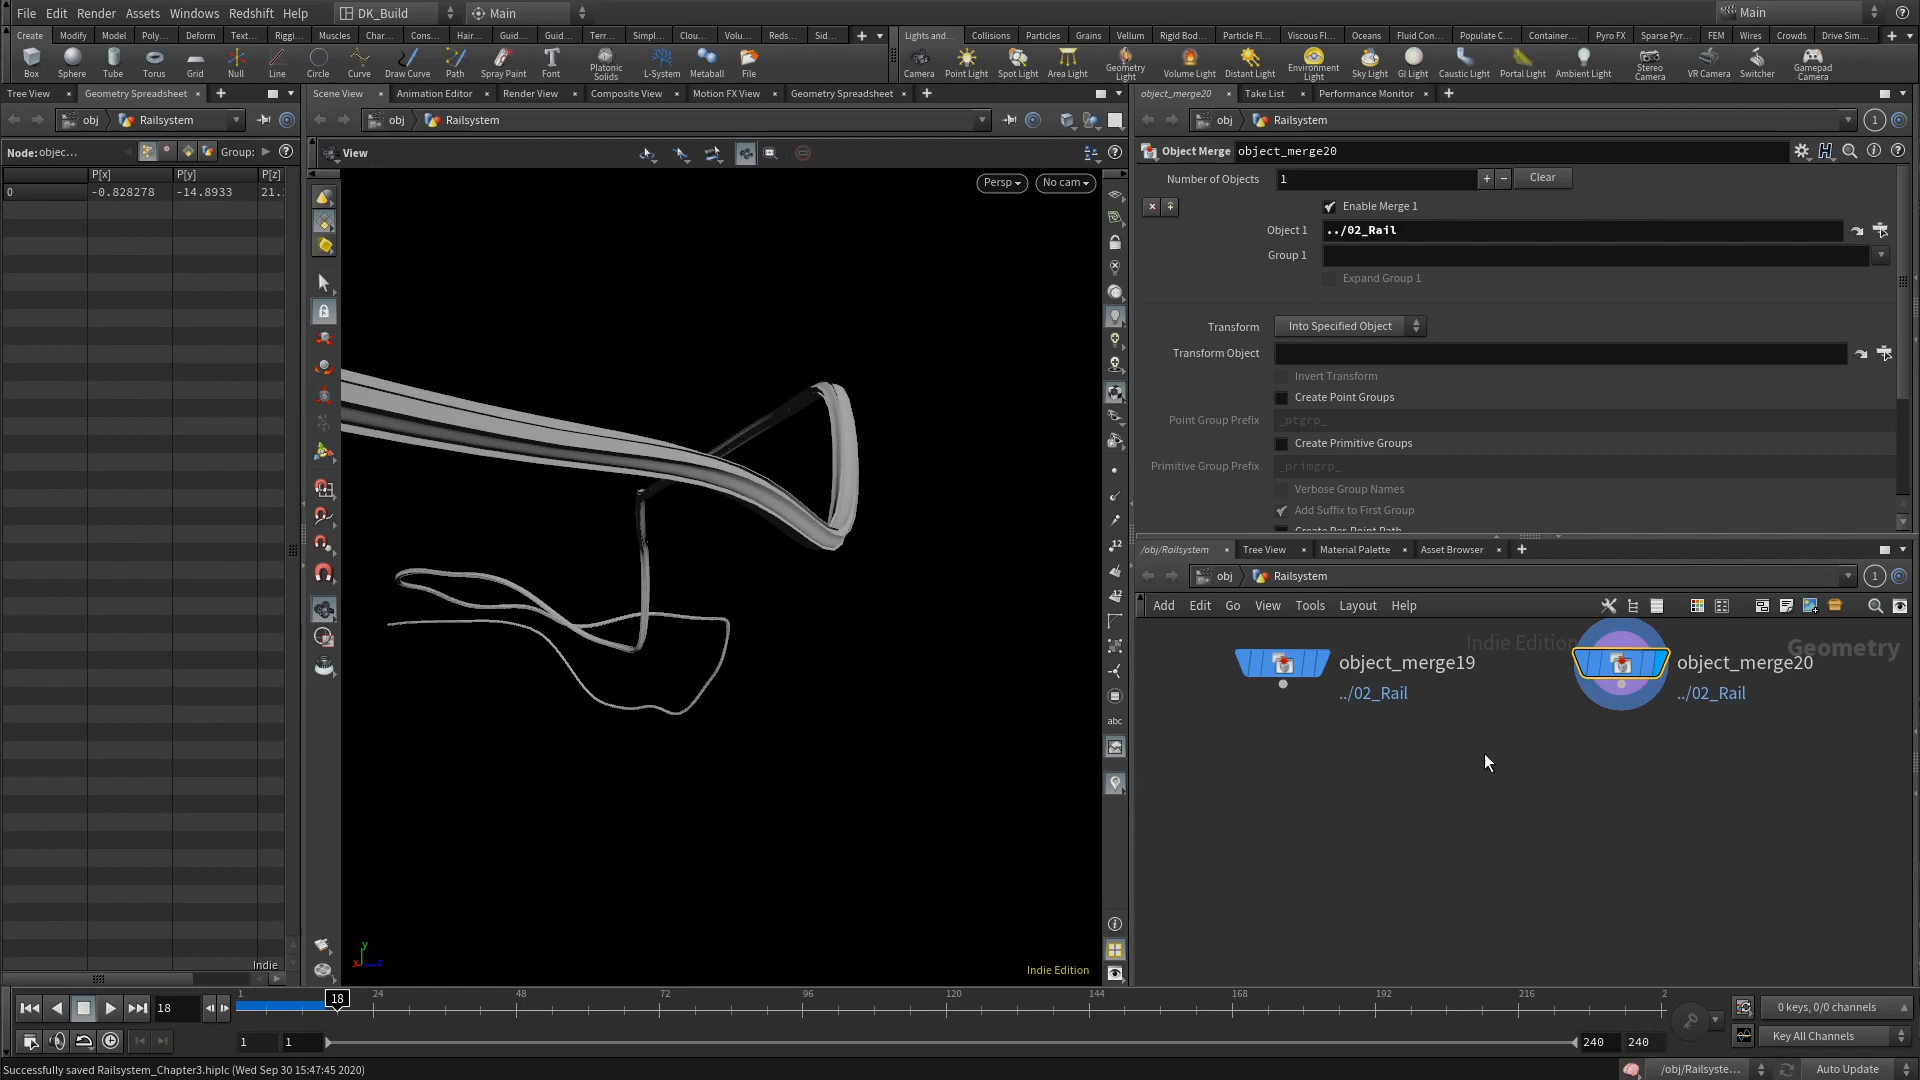 File Edit Render Assets Windows Redshift Help DK_Build Main Main
Create Modify Model Poly... Deform Text... Riggi... Muscles Char... Cons... Hair... Guid... Guid... Terr... Simpl... Clou... Volu... Reds... Sid...
Lights and... Collisions Particles Grains Vellum Rigid Bod... Particle Fl... Viscous Fl... Oceans Fluid Con... Populate C... Container... Pyro FX Sparse Pyr... FEM Wires Crowds Drive Sim...
Box Sphere Tube Torus Grid Null Line Circle Curve Draw Curve Path Spray Paint Font Platonic Solids L-System Metaball File
Camera Point Light Spot Light Area Light Geometry Light Volume Light Distant Light Environment Light Sky Light GI Light Caustic Light Portal Light Ambient Light Stereo Camera VR Camera Switcher Gamepad Camera
Tree View Geometry Spreadsheet
Scene View Animation Editor Render View Composite View Motion FX View Geometry Spreadsheet
object_merge20 Take List Performance Monitor
obj Railsystem
obj Railsystem
obj Railsystem 1
Node:objec... Group:
View
Object Merge object_merge20
P[x] P[y] P[z]
0 -0.828278 -14.8933 21.
Persp No cam
Number of Objects 1 Clear
Enable Merge 1
Object 1 ../02_Rail
Group 1
Expand Group 1
Transform Into Specified Object
Transform Object
Invert Transform
Create Point Groups
Point Group Prefix _ptgrp_
Create Primitive Groups
Primitive Group Prefix _primgrp_
Verbose Group Names
Add Suffix to First Group
Create Per-Point Path
/obj/Railsystem Tree View Material Palette Asset Browser
obj Railsystem 1
Add Edit Go View Tools Layout Help
Indie Edition Geometry
object_merge19
../02_Rail
object_merge20
../02_Rail
12
12
abc
y
x z
Indie
Indie Edition
18 1 18 24 48 72 96 120 144 168 192 216 2
0 keys, 0/0 channels
1 1 240 240
Key All Channels
Successfully saved Railsystem_Chapter3.hiplc (Wed Sep 30 15:47:45 2020)
/obj/Railsyste... Auto Update